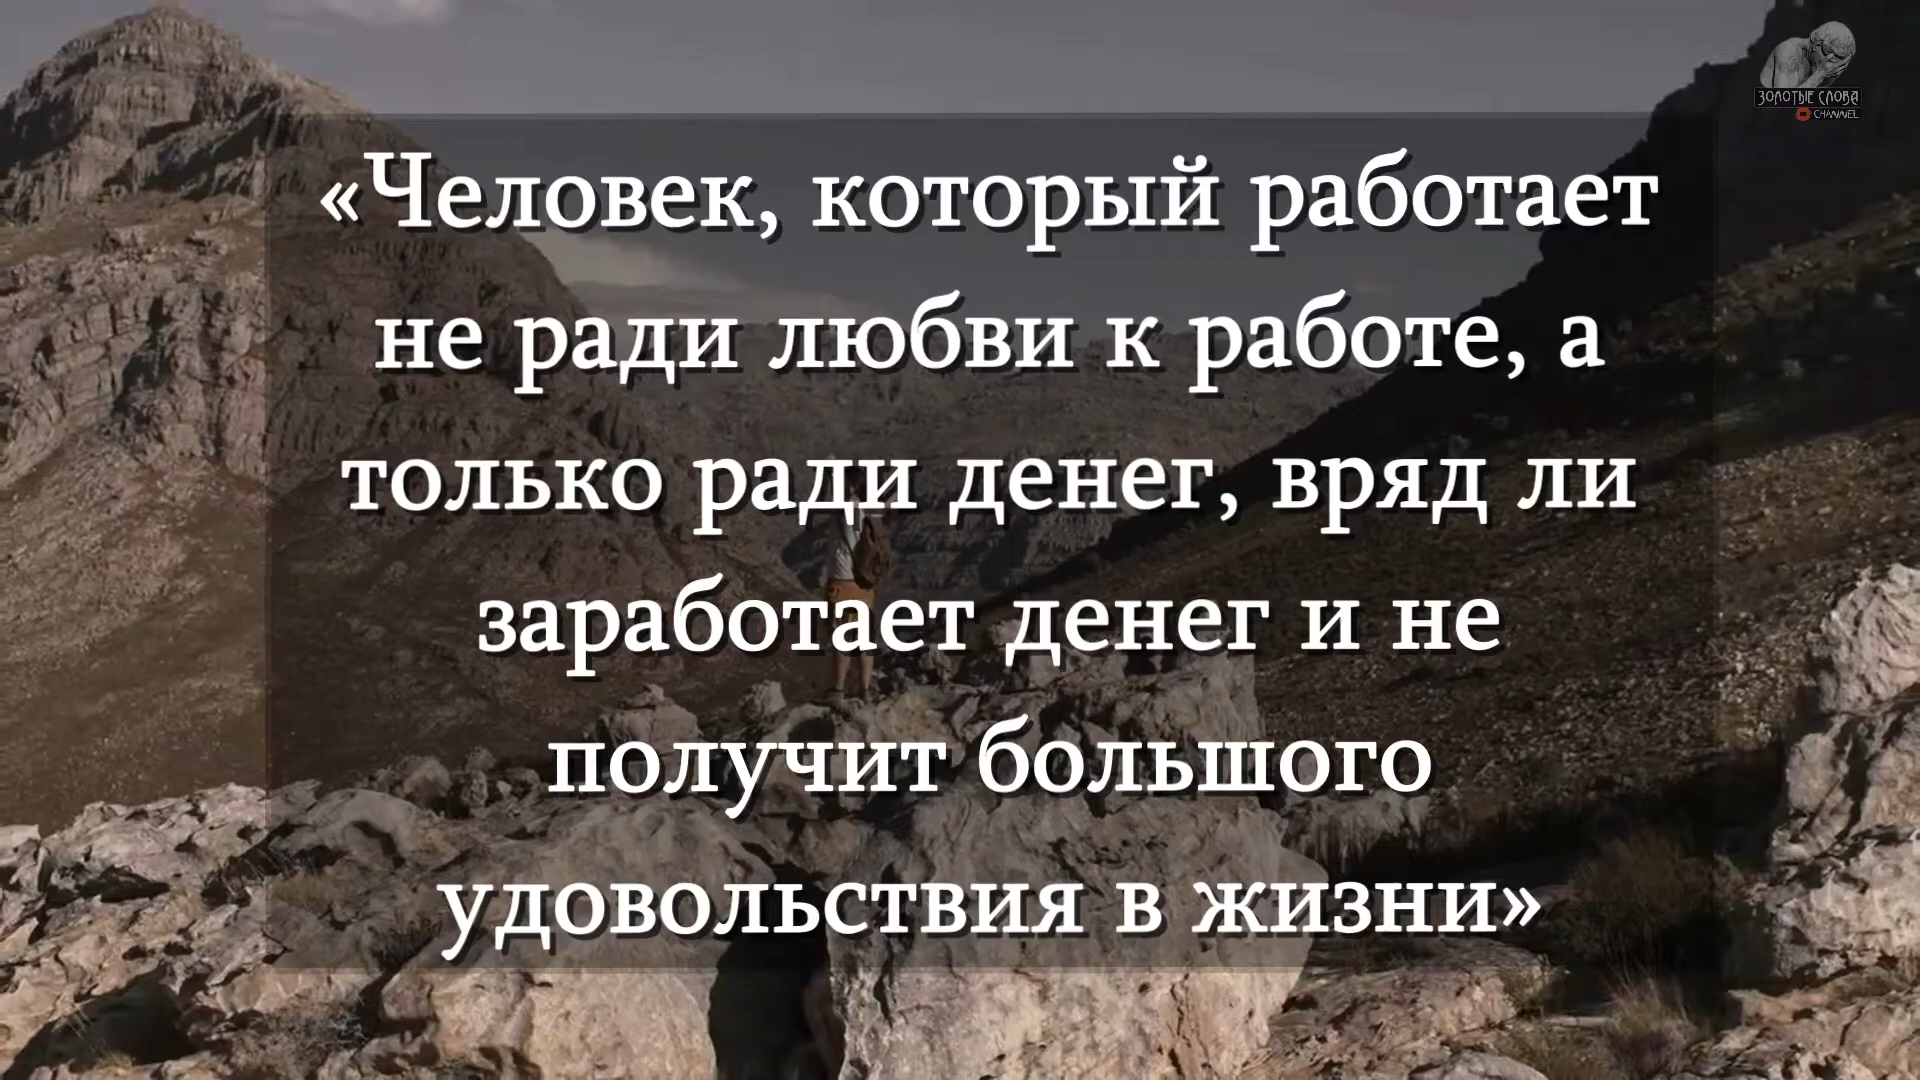 ЗОЛОТЫЕ СЛОВА
CHANNEL
«Человек, который работает
не ради любви к работе, а
только ради денег, вряд ли
заработает денег и не
получит большого
удовольствия в жизни»